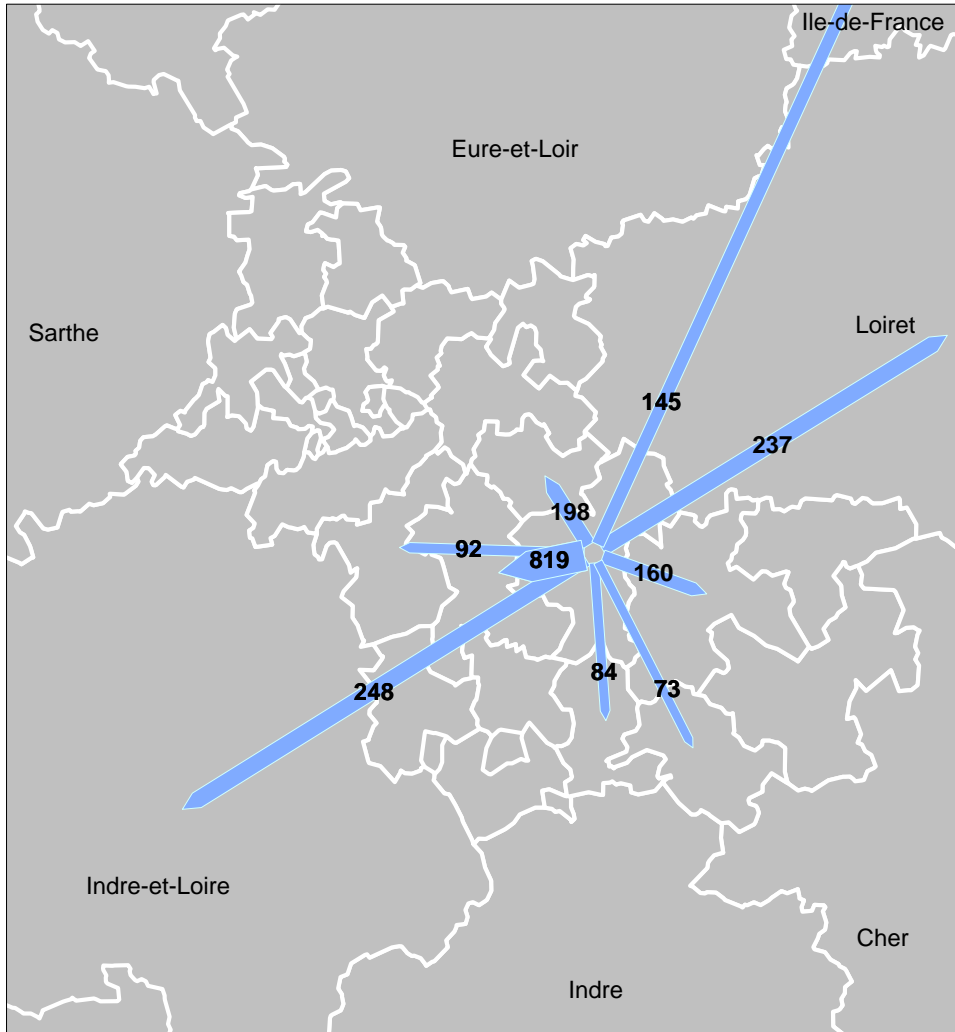 Ile-de-France
Eure-et-Loir
Loiret
Sarthe
145
237
198
92
819
160
84
73
248
Indre-et-Loire
Cher
Indre